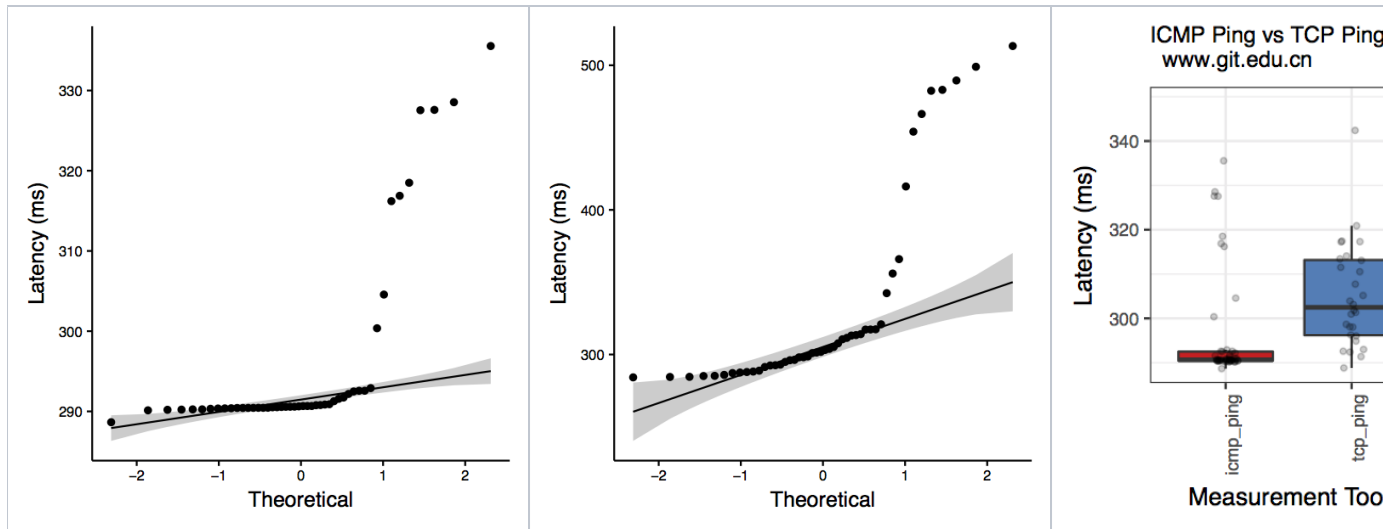 330
320
310
300
290
−2
−1
0
1
2
Latency (ms)
Theoretical
500
400
300
−2
−1
0
1
2
Latency (ms)
Theoretical
ICMP Ping vs TCP Ping
www.git.edu.cn
340
320
300
Latency (ms)
icmp_ping
tcp_ping
Measurement Too